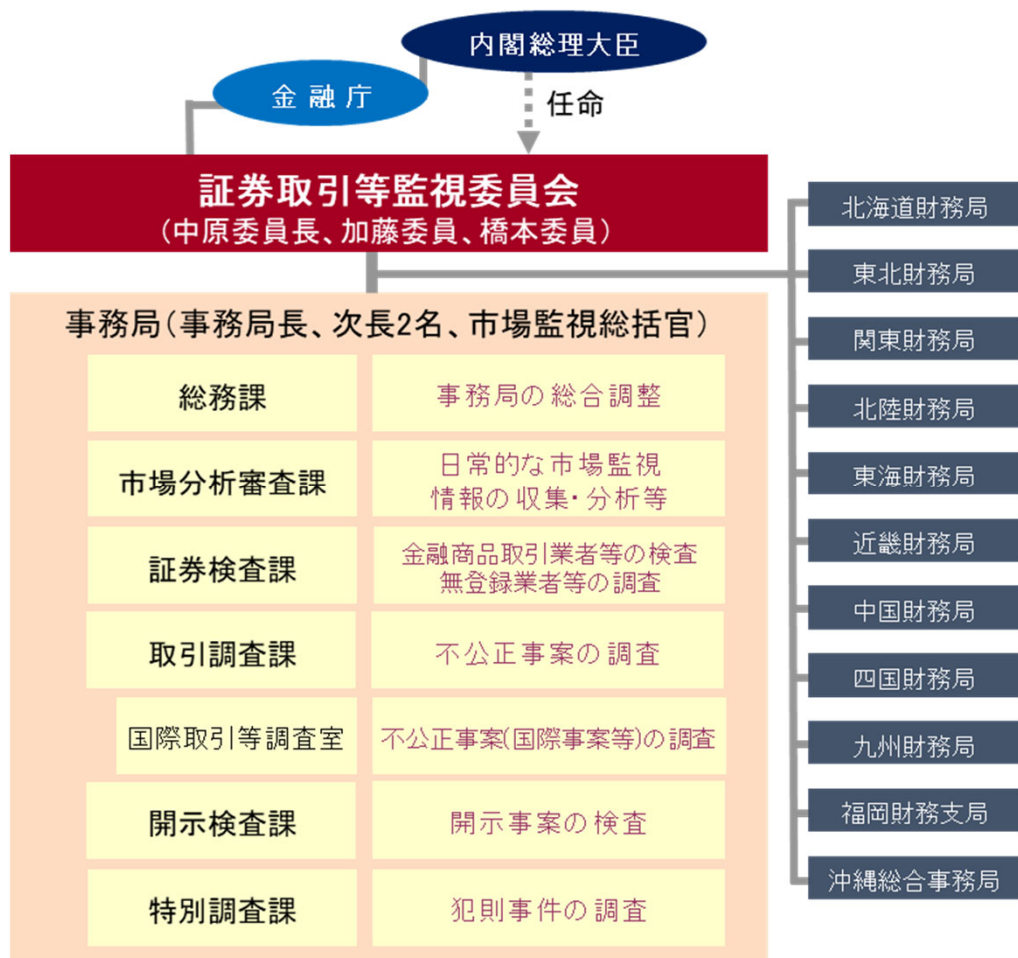 内閣総理大臣
金融庁
任命
証券取引等監視委員会
(中原委員長、加藤委員、橋本委員)
事務局(事務局長、次長2名、市場監視総括官)
総務課
事務局の総合調整
市場分析審査課
日常的な市場監視
情報の収集・分析等
証券検査課
金融商品取引業者等の検査
無登録業者等の調査
取引調査課
不公正事案の調査
国際取引等調査室
不公正事案(国際事案等)の調査
開示検査課
開示事案の検査
特別調査課
犯則事件の調査
北海道財務局
東北財務局
関東財務局
北陸財務局
東海財務局
近畿財務局
中国財務局
四国財務局
九州財務局
福岡財務支局
沖縄総合事務局